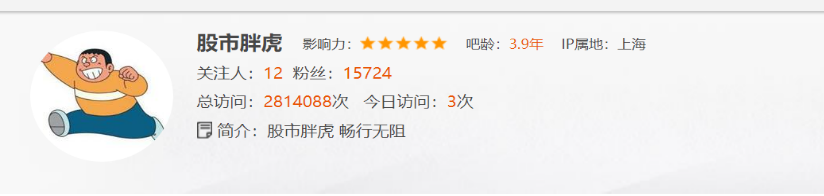 股市胖虎 影响力：吧龄：3.9年 IP属地：上海
关注人：12 粉丝：15724
总访问：2814088次 今日访问：3次
简介：股市胖虎 畅行无阻